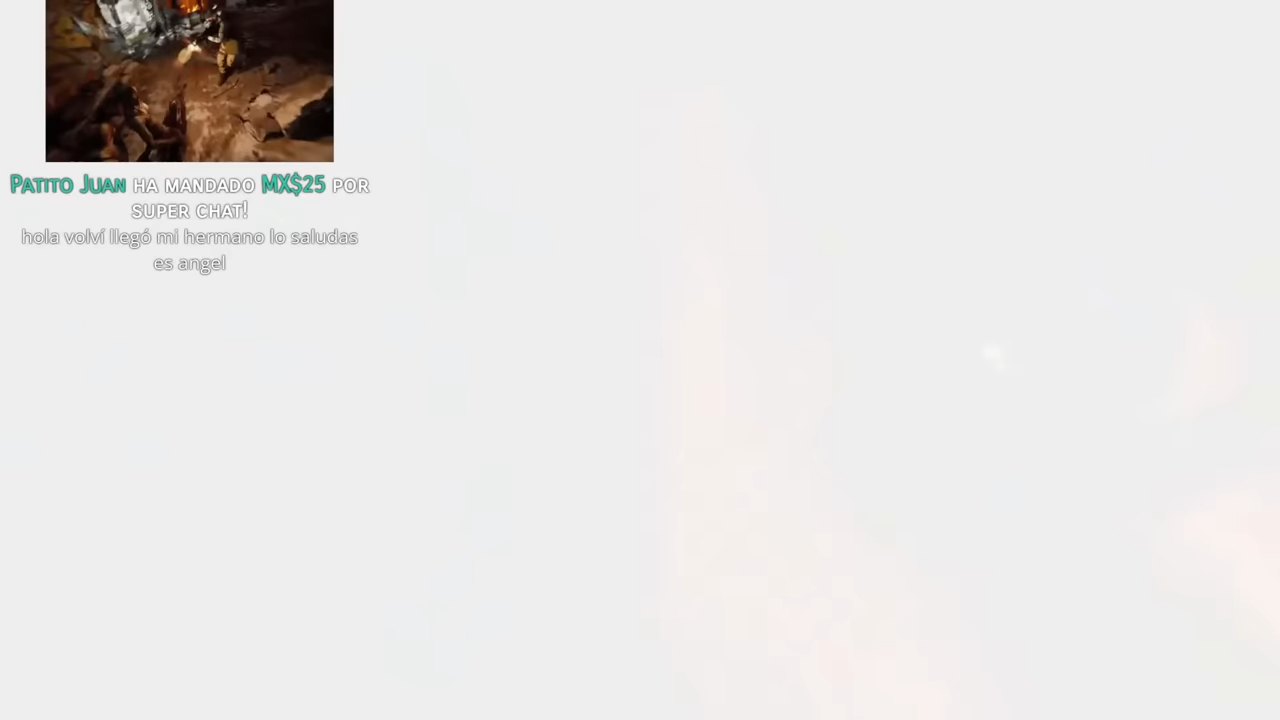 Patito Juan ha mandado MX$25 por
super chat!
hola volví llegó mi hermano lo saludas
es angel